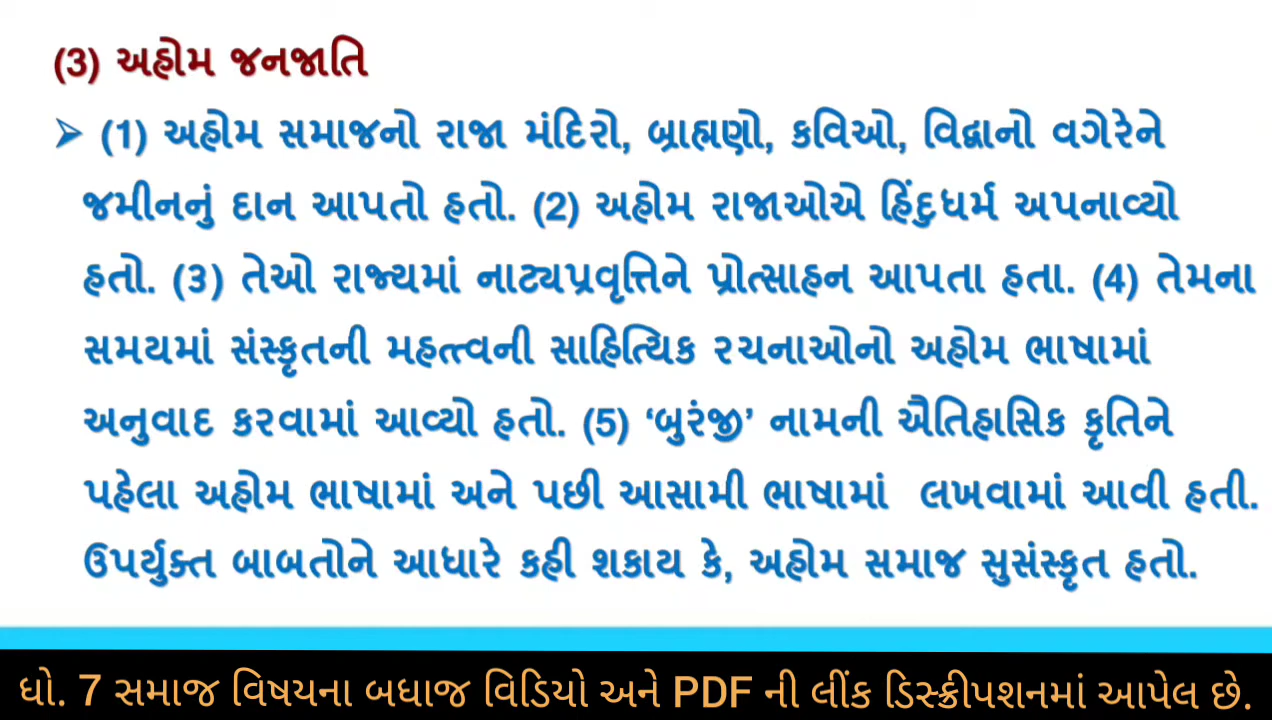 (3) અહોમ જનજાતિ
➢ (1) અહોમ સમાજનો રાજા મંદિરો, બ્રાહ્મણો, કવિઓ, વિદ્વાનો વગેરેને
જમીનનું દાન આપતો હતો. (2) અહોમ રાજાઓએ હિંદુધર્મ અપનાવ્યો
હતો. (૩) તેઓ રાજ્યમાં નાટ્યપ્રવૃત્તિને પ્રોત્સાહન આપતા હતા. (4) તેમના
સમયમાં સંસ્કૃતની મહત્ત્વની સાહિત્યિક રચનાઓનો અહોમ ભાષામાં
અનુવાદ કરવામાં આવ્યો હતો. (5) ‘બુરંજી’ નામની ઐતિહાસિક કૃતિને
પહેલા અહોમ ભાષામાં અને પછી આસામી ભાષામાં લખવામાં આવી હતી.
ઉપર્યુક્ત બાબતોને આધારે કહી શકાય કે, અહોમ સમાજ સુસંસ્કૃત હતો.
ધો. 7 સમાજ વિષયના બધાજ વિડિયો અને PDF ની લીંક ડિસ્ક્રીપશનમાં આપેલ છે.